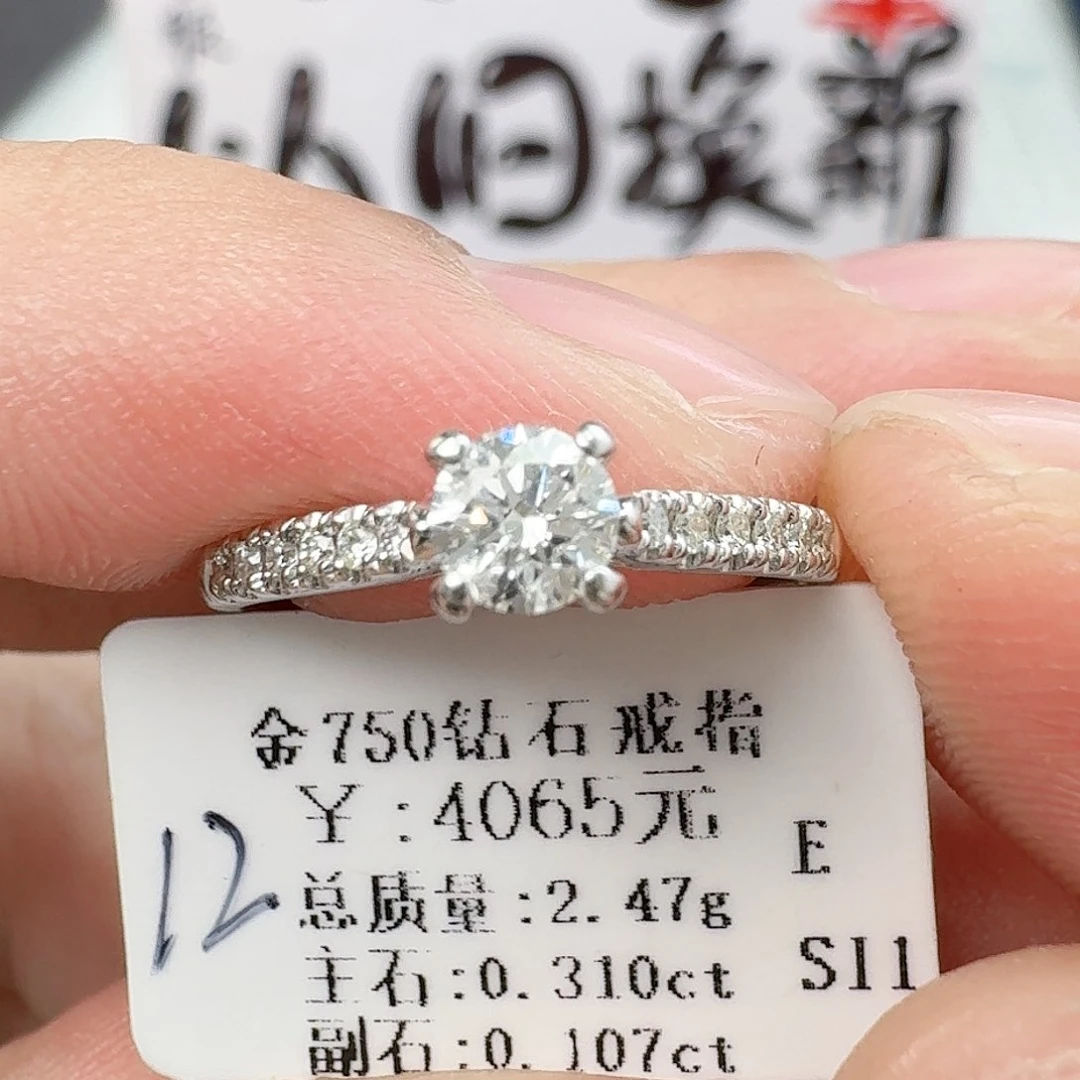 以旧换新
金750钻石戒指
¥:4065元
E
12
总质量:2.47g
主石:0.310ct
SI1
副石:0.107ct